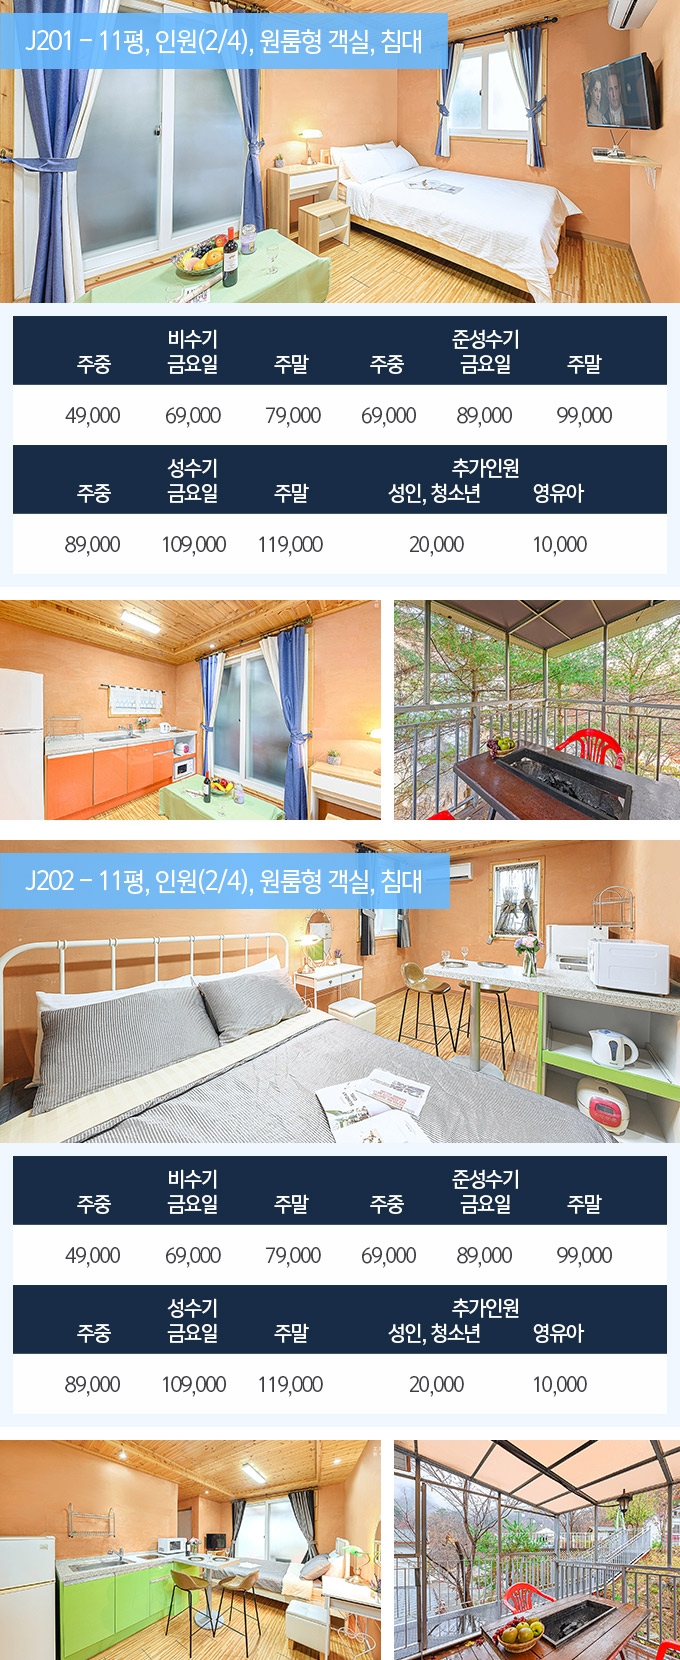 J201 – 11평, 인원(2/4), 원룸형 객실, 침대
비수기 준성수기
주중 금요일 주말 주중 금요일 주말
49,000 69,000 79,000 69,000 89,000 99,000
성수기 추가인원
주중 금요일 주말 성인, 청소년 영유아
89,000 109,000 119,000 20,000 10,000
J202 – 11평, 인원(2/4), 원룸형 객실, 침대
비수기 준성수기
주중 금요일 주말 주중 금요일 주말
49,000 69,000 79,000 69,000 89,000 99,000
성수기 추가인원
주중 금요일 주말 성인, 청소년 영유아
89,000 109,000 119,000 20,000 10,000